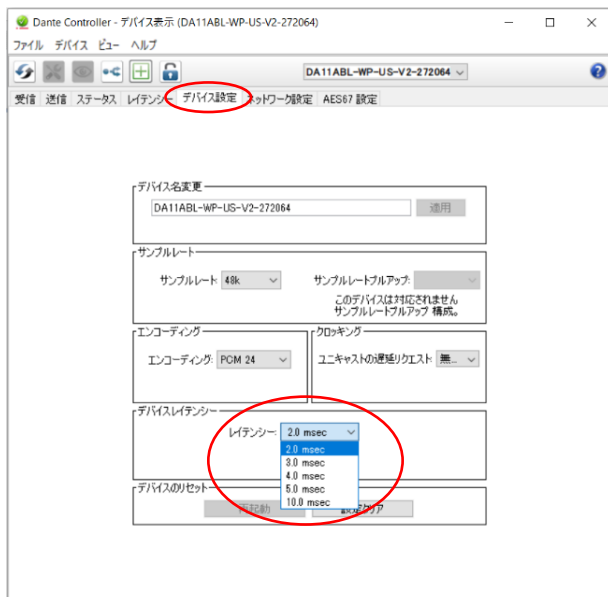 Dante Controller - デバイス表示 (DA11ABL-WP-US-V2-272064)
ファイル デバイス ビュー ヘルプ
DA11ABL-WP-US-V2-272064
受信 送信 ステータス レイテンシー デバイス設定 ネットワーク設定 AES67 設定
デバイス名変更
DA11ABL-WP-US-V2-272064 適用
サンプルレート
サンプルレート: 48k サンプルレートプルアップ:
このデバイスは対応されません
サンプルレートプルアップ 構成。
エンコーディング クロッキング
エンコーディング: PCM 24 ユニキャストの遅延リクエスト: 無...
デバイスレイテンシー
レイテンシー: 2.0 msec
2.0 msec
3.0 msec
4.0 msec
5.0 msec
10.0 msec
デバイスのリセット
再起動 設定クリア